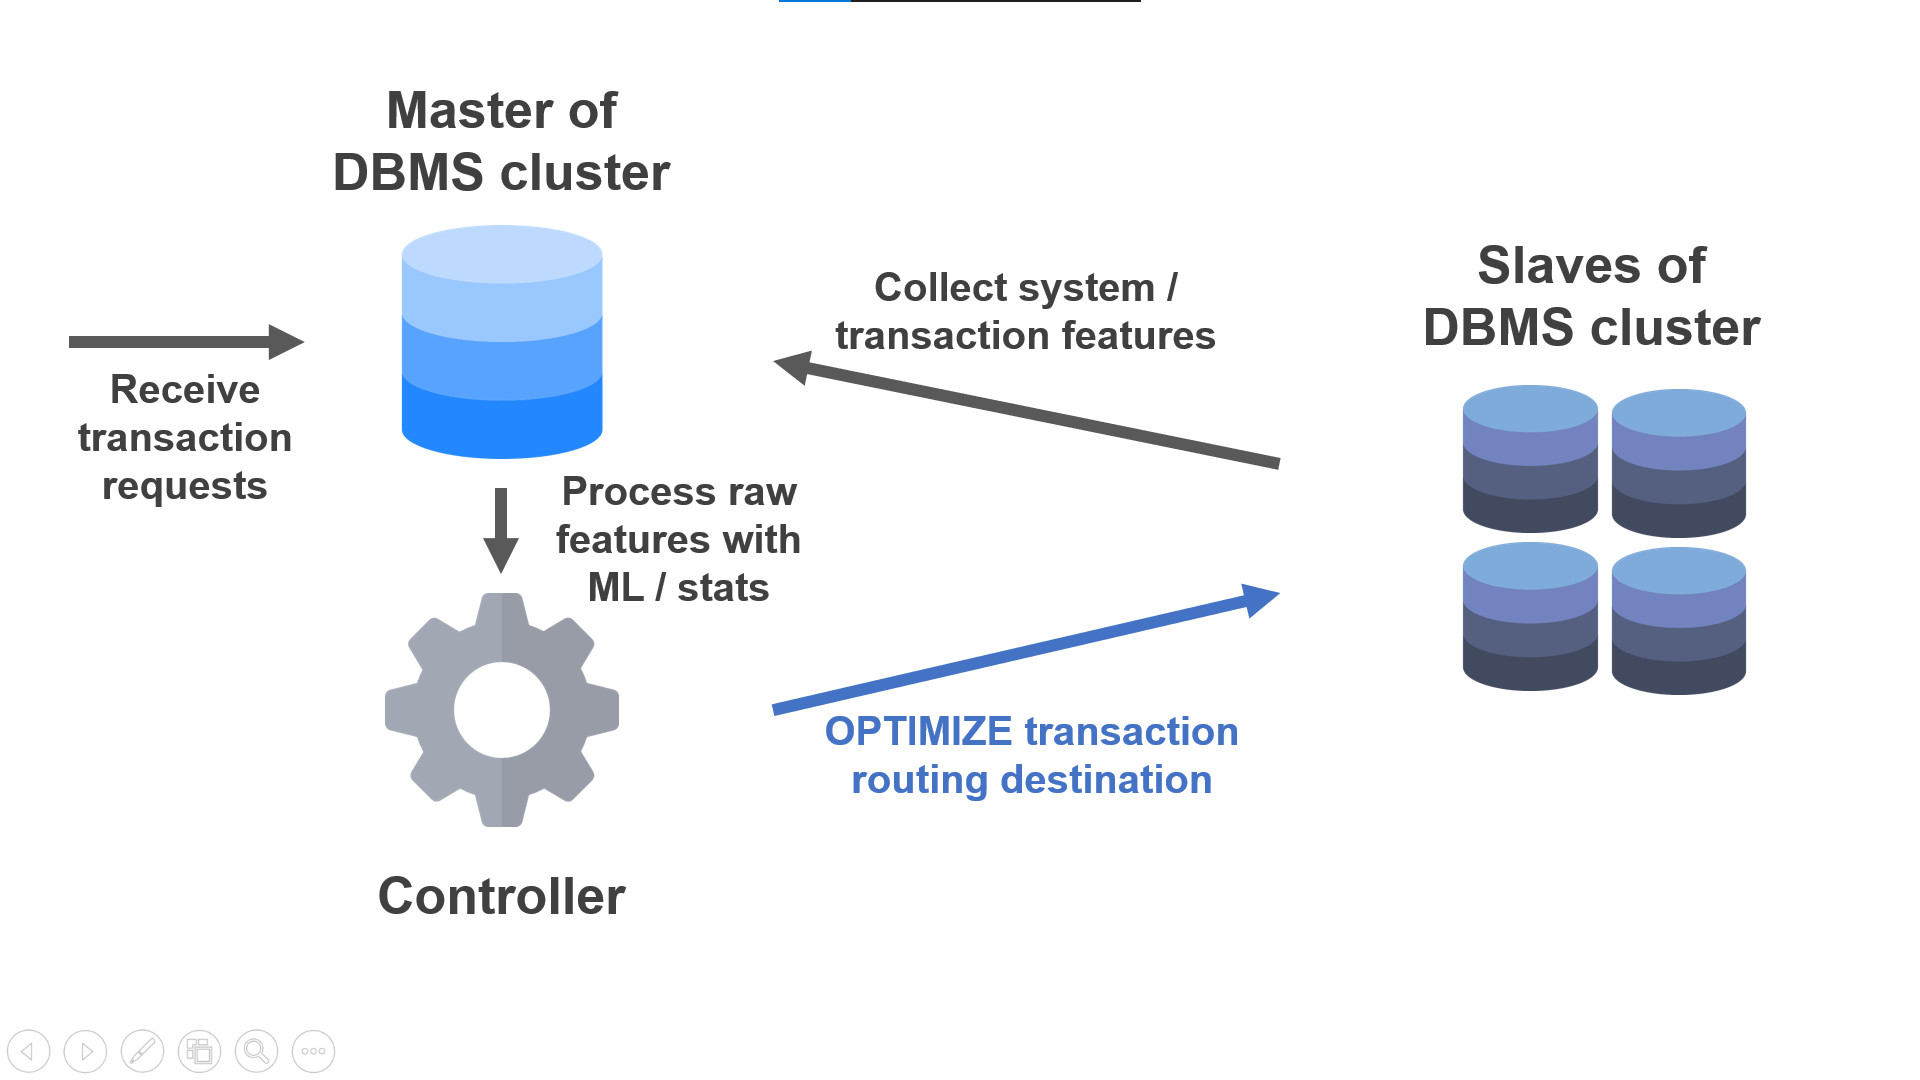 Master of
DBMS cluster
Receive
transaction
requests
Collect system /
transaction features
Slaves of
DBMS cluster
Process raw
features with
ML / stats
OPTIMIZE transaction
routing destination
Controller